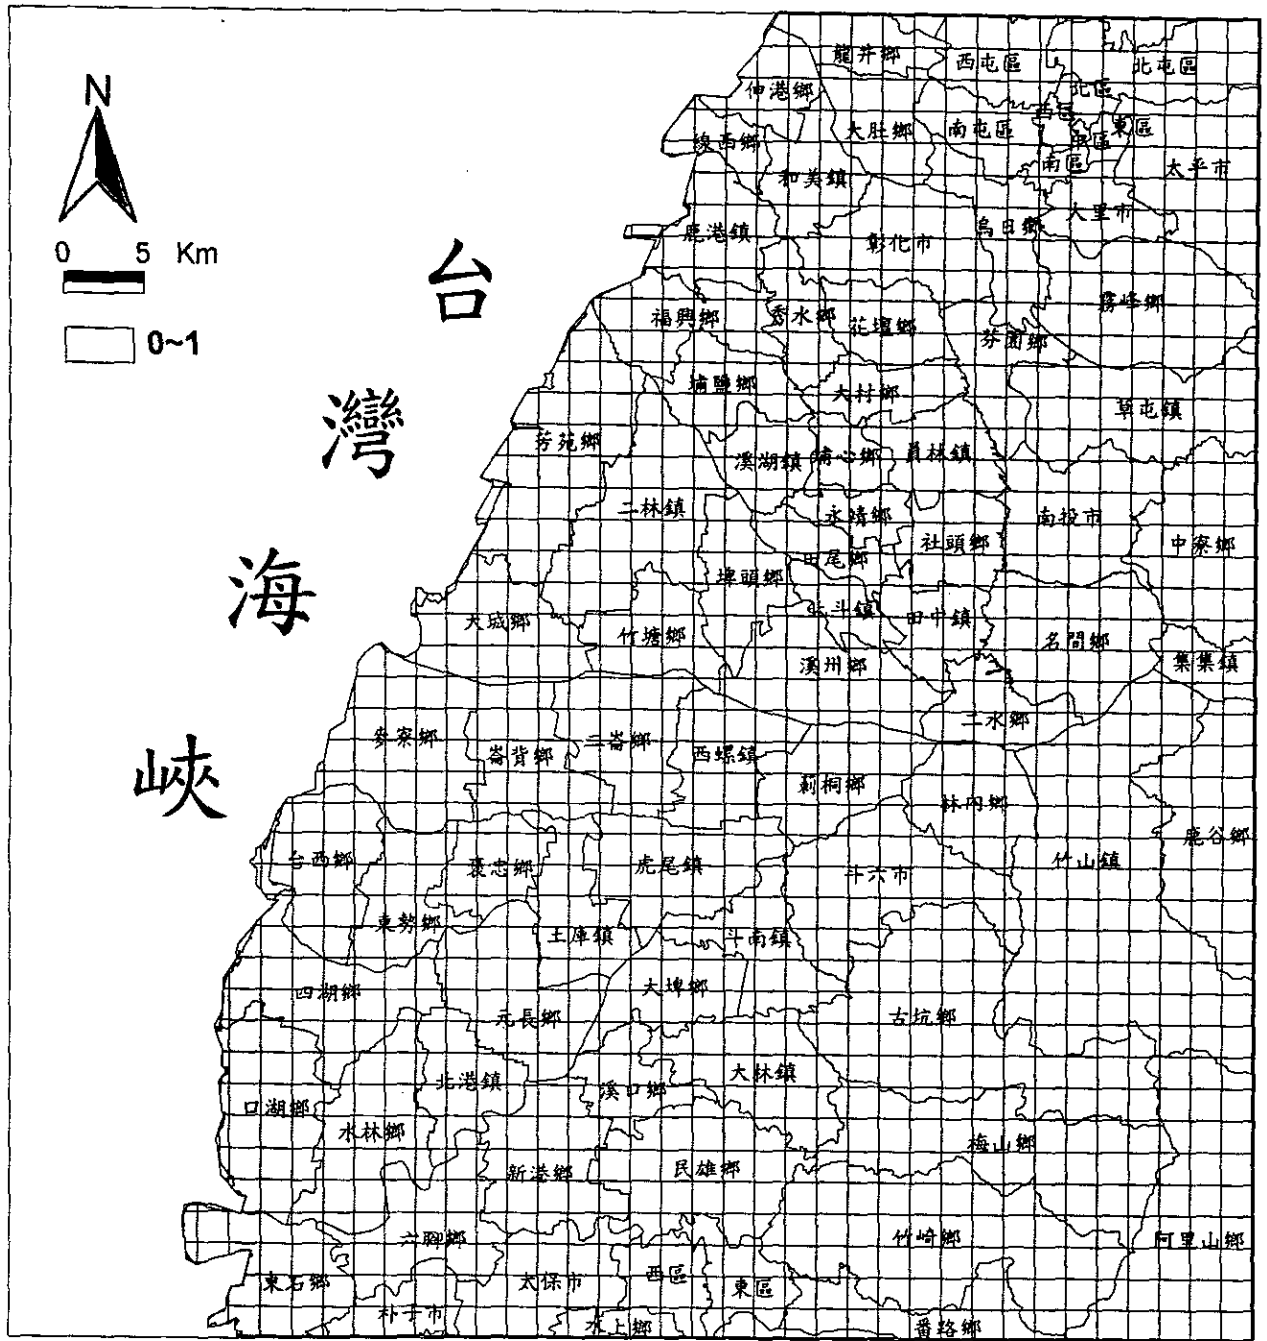 N
0 5 Km
0~1
台灣海峽
龍井鄉
西屯區
北屯區
伸港鄉
北區
西區
線西鄉
大肚鄉
南屯區
中區
東區
南區
太平市
和美鎮
大里市
鹿港鎮
彰化市
烏日鄉
霧峰鄉
福興鄉
秀水鄉
花壇鄉
芬園鄉
埔鹽鄉
大村鄉
草屯鎮
芳苑鄉
溪湖鎮
埔心鄉
員林鎮
二林鎮
永靖鄉
南投市
社頭鄉
中寮鄉
田尾鄉
埤頭鄉
北斗鎮
田中鎮
大城鄉
竹塘鄉
名間鄉
溪州鄉
集集鎮
二水鄉
麥寮鄉
崙背鄉
二崙鄉
西螺鎮
莿桐鄉
林內鄉
鹿谷鄉
台西鄉
褒忠鄉
虎尾鎮
斗六市
竹山鎮
東勢鄉
土庫鎮
斗南鎮
四湖鄉
大埤鄉
元長鄉
古坑鄉
北港鎮
溪口鄉
大林鎮
口湖鄉
水林鄉
梅山鄉
新港鄉
民雄鄉
六腳鄉
竹崎鄉
阿里山鄉
東石鄉
太保市
西區
東區
朴子市
水上鄉
番路鄉